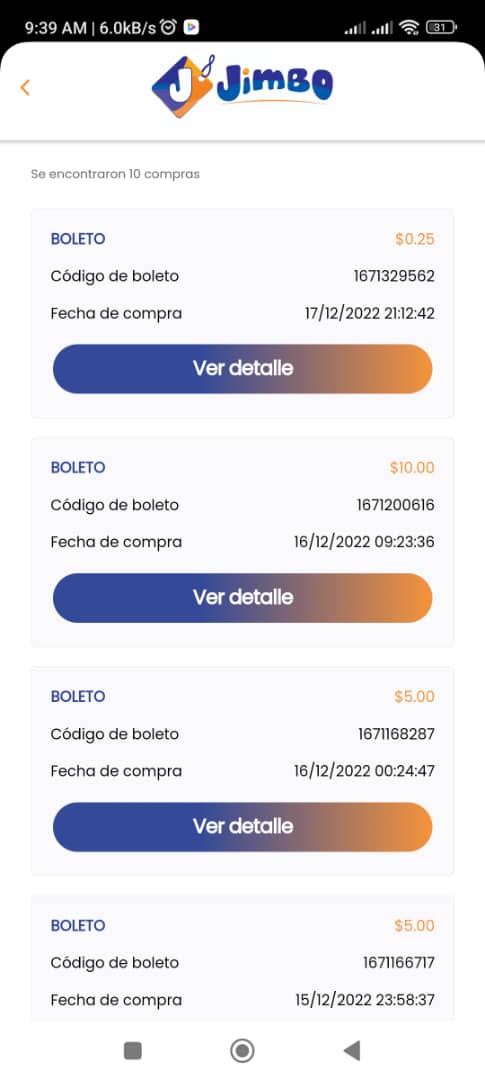 9:39 AM | 6.0kB/s
31
JimBO
Se encontraron 10 compras
BOLETO $0.25
Código de boleto 1671329562
Fecha de compra 17/12/2022 21:12:42
Ver detalle
BOLETO $10.00
Código de boleto 1671200616
Fecha de compra 16/12/2022 09:23:36
Ver detalle
BOLETO $5.00
Código de boleto 1671168287
Fecha de compra 16/12/2022 00:24:47
Ver detalle
BOLETO $5.00
Código de boleto 1671166717
Fecha de compra 15/12/2022 23:58:37